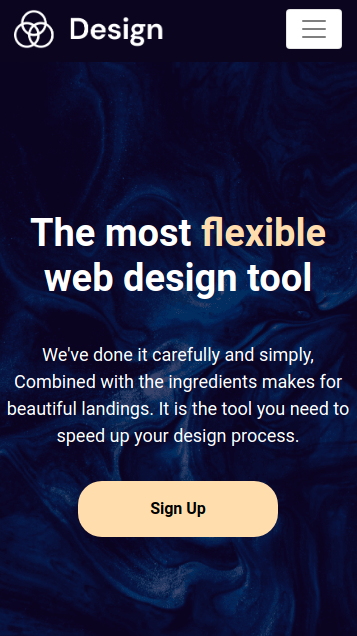 Design
The most flexible
web design tool
We've done it carefully and simply,
Combined with the ingredients makes for
beautiful landings. It is the tool you need to
speed up your design process.
Sign Up